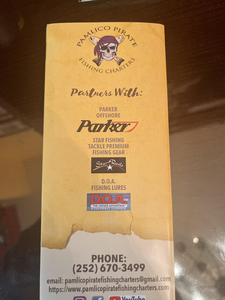 PAMLICO PIRATE
FISHING CHARTERS
Partners With:
PARKER
OFFSHORE
Parker
STAR FISHING
TACKLE PREMIUM
FISHING GEAR
D.O.A.
FISHING LURES
D.O.A.
PHONE:
(252) 670-3499
email: pamlicopiratefishingcharters@gmail.com
https://www.pamlicopiratefishingcharters.com
YouTube